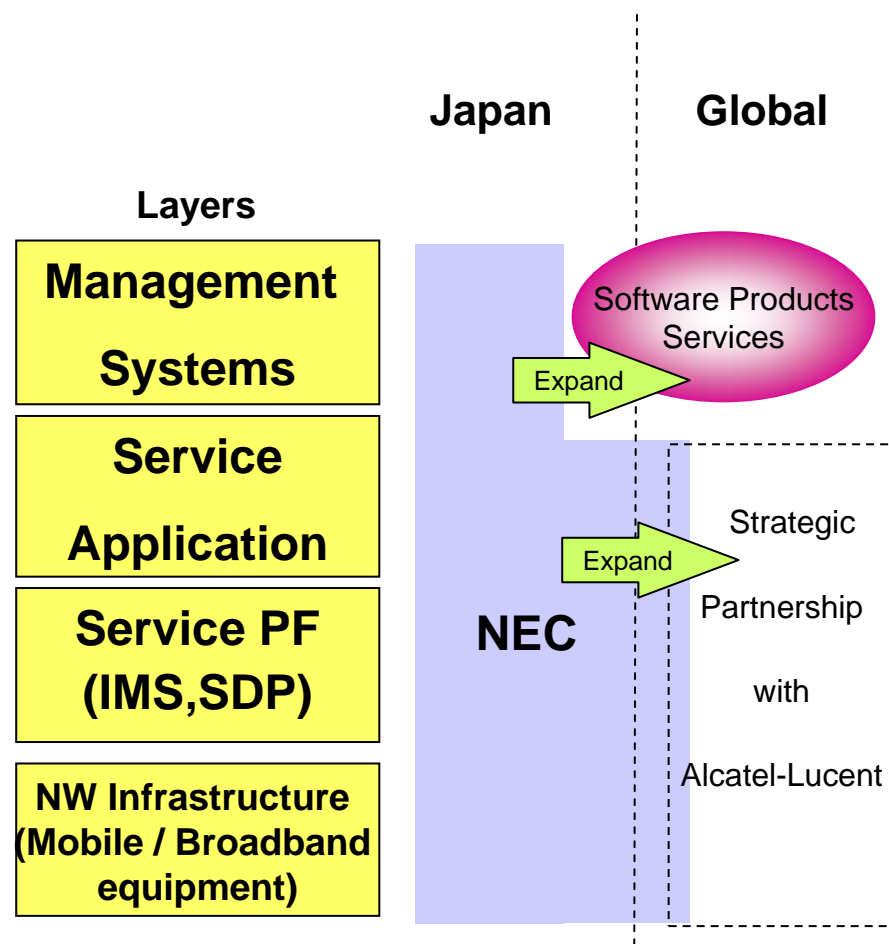 Japan
Global
Layers
Management
Systems
Service
Application
Service PF
(IMS,SDP)
NW Infrastructure
(Mobile / Broadband
equipment)
NEC
Expand
Software Products
Services
Expand
Strategic
Partnership
with
Alcatel-Lucent